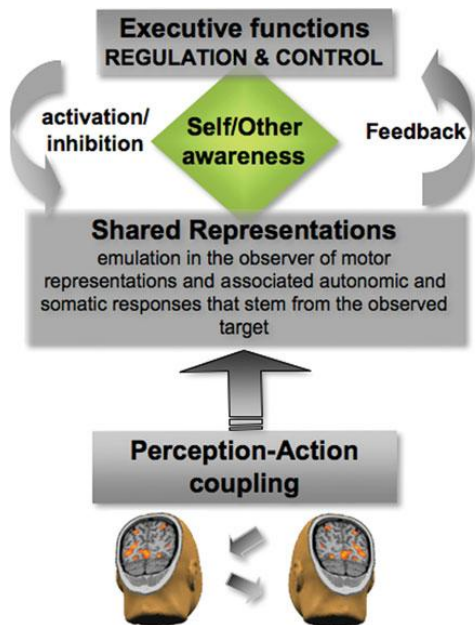 Executive functions
REGULATION & CONTROL
activation/
inhibition
Self/Other
awareness
Feedback
Shared Representations
emulation in the observer of motor
representations and associated autonomic and
somatic responses that stem from the observed
target
Perception-Action
coupling